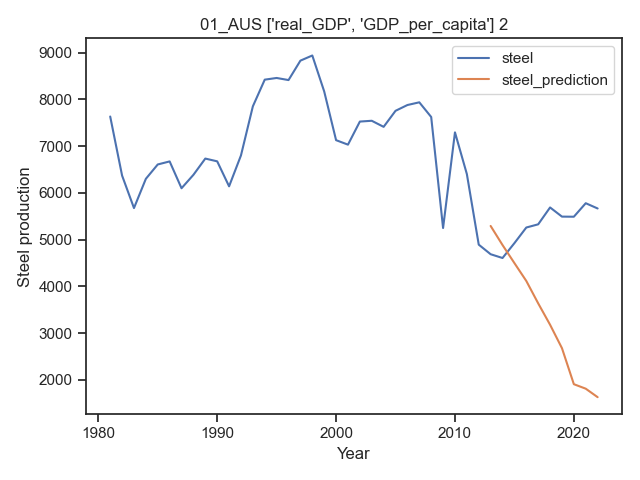 01_AUS ['real_GDP', 'GDP_per_capita'] 2
steel
steel_prediction
Steel production
9000
8000
7000
6000
5000
4000
3000
2000
1980
1990
2000
2010
2020
Year